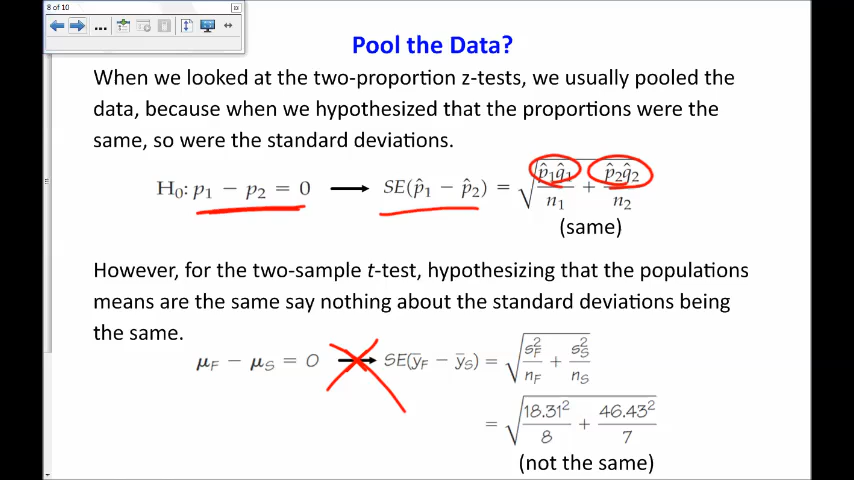 8 of 10
Pool the Data?
When we looked at the two-proportion z-tests, we usually pooled the
data, because when we hypothesized that the proportions were the
same, so were the standard deviations.
H₀: p₁ − p₂ = 0 → SE(p̂₁ − p̂₂) = √(p̂₁q̂₁/n₁ + p̂₂q̂₂/n₂)
(same)
However, for the two-sample t-test, hypothesizing that the populations
means are the same say nothing about the standard deviations being
the same.
μF − μS = 0 → SE(ȳF − ȳS) = √(s²F/nF + s²S/nS)
= √(18.31²/8 + 46.43²/7)
(not the same)